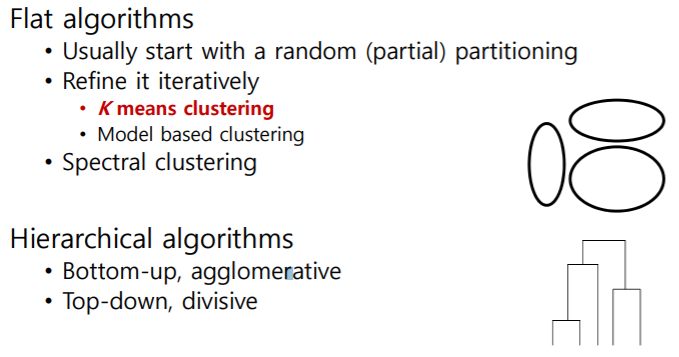 Flat algorithms
• Usually start with a random (partial) partitioning
• Refine it iteratively
• K means clustering
• Model based clustering
• Spectral clustering
Hierarchical algorithms
• Bottom-up, agglomerative
• Top-down, divisive